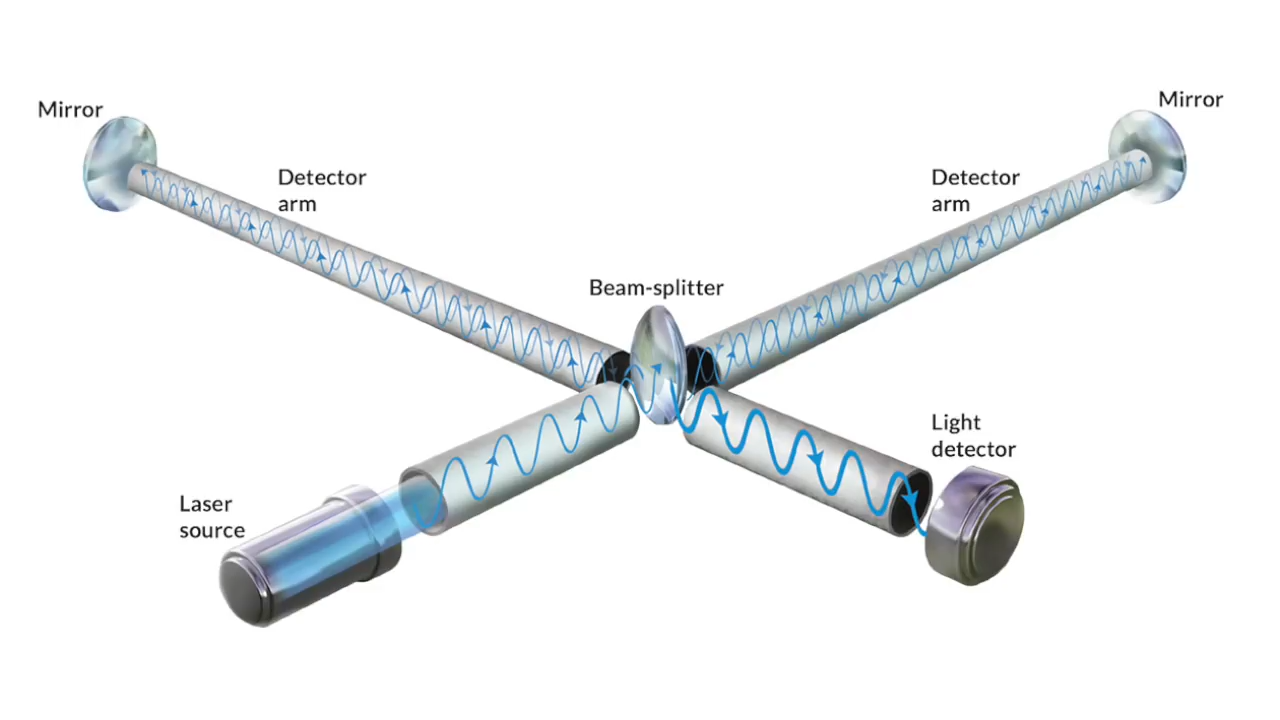 Mirror
Mirror
Detector
arm
Detector
arm
Beam-splitter
Light
detector
Laser
source